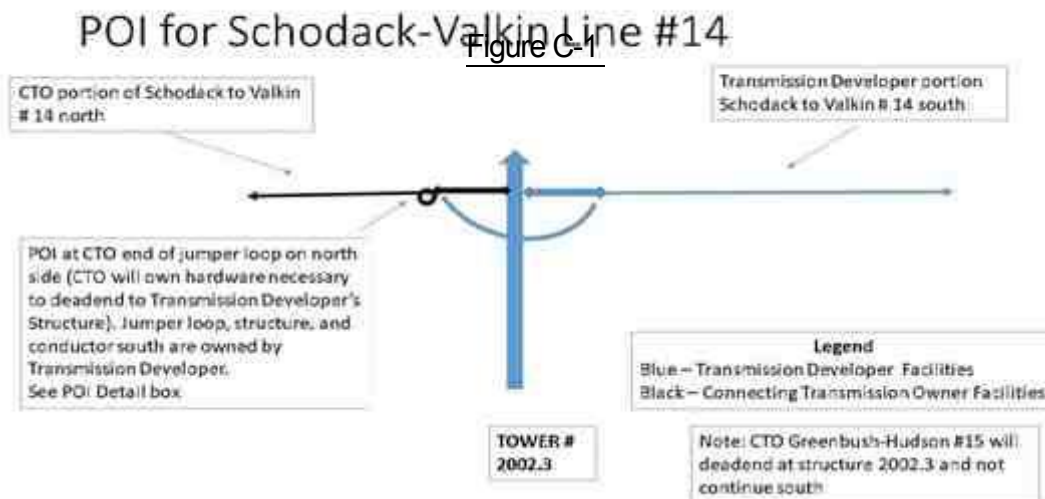 POI for Schodack-Valkin Line #14
Figure C-1
CTO portion of Schodack to Valkin
# 14 north
Transmission Developer portion
Schodack to Valkin # 14 south
POI at CTO end of jumper loop on north
side (CTO will own hardware necessary
to deadend to Transmission Developer's
Structure). Jumper loop, structure, and
conductor south are owned by
Transmission Developer.
See POI Detail box
Legend
Blue – Transmission Developer Facilities
Black – Connecting Transmission Owner Facilities
TOWER #
2002.3
Note: CTO Greenbush-Hudson #15 will
deadend at structure 2002.3 and not
continue south